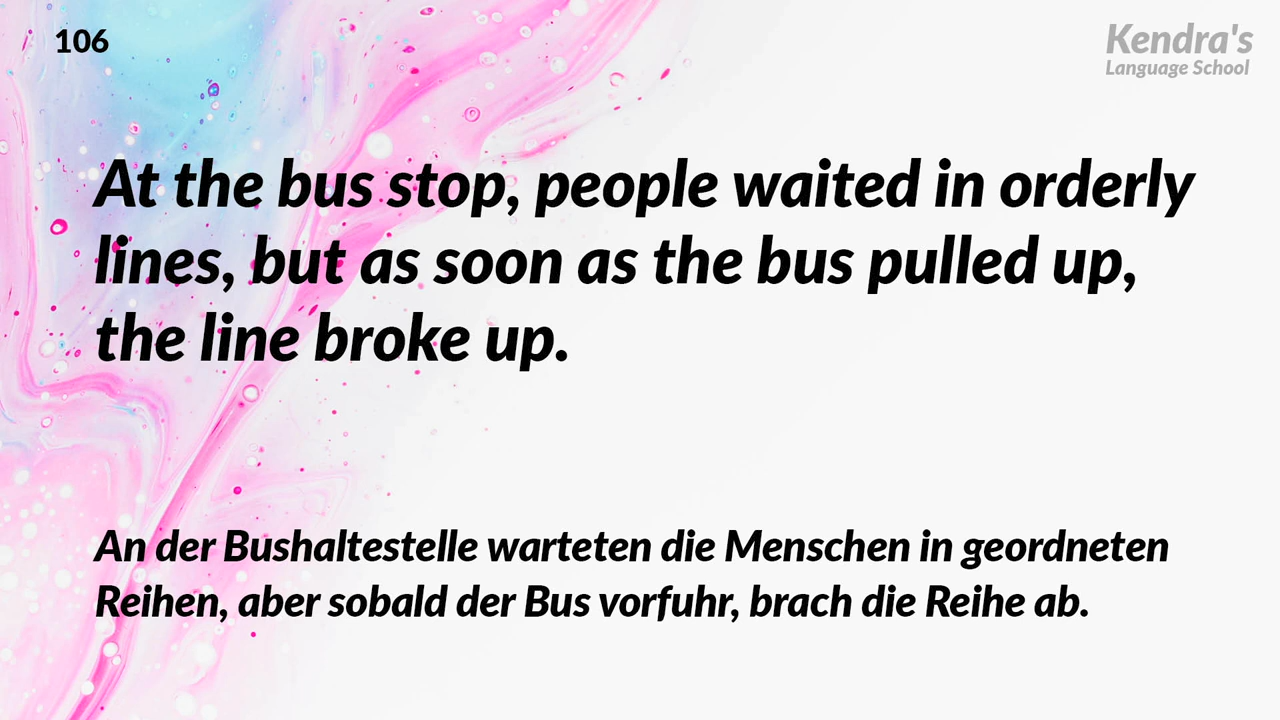 106
Kendra's
Language School
At the bus stop, people waited in orderly
lines, but as soon as the bus pulled up,
the line broke up.
An der Bushaltestelle warteten die Menschen in geordneten
Reihen, aber sobald der Bus vorfuhr, brach die Reihe ab.